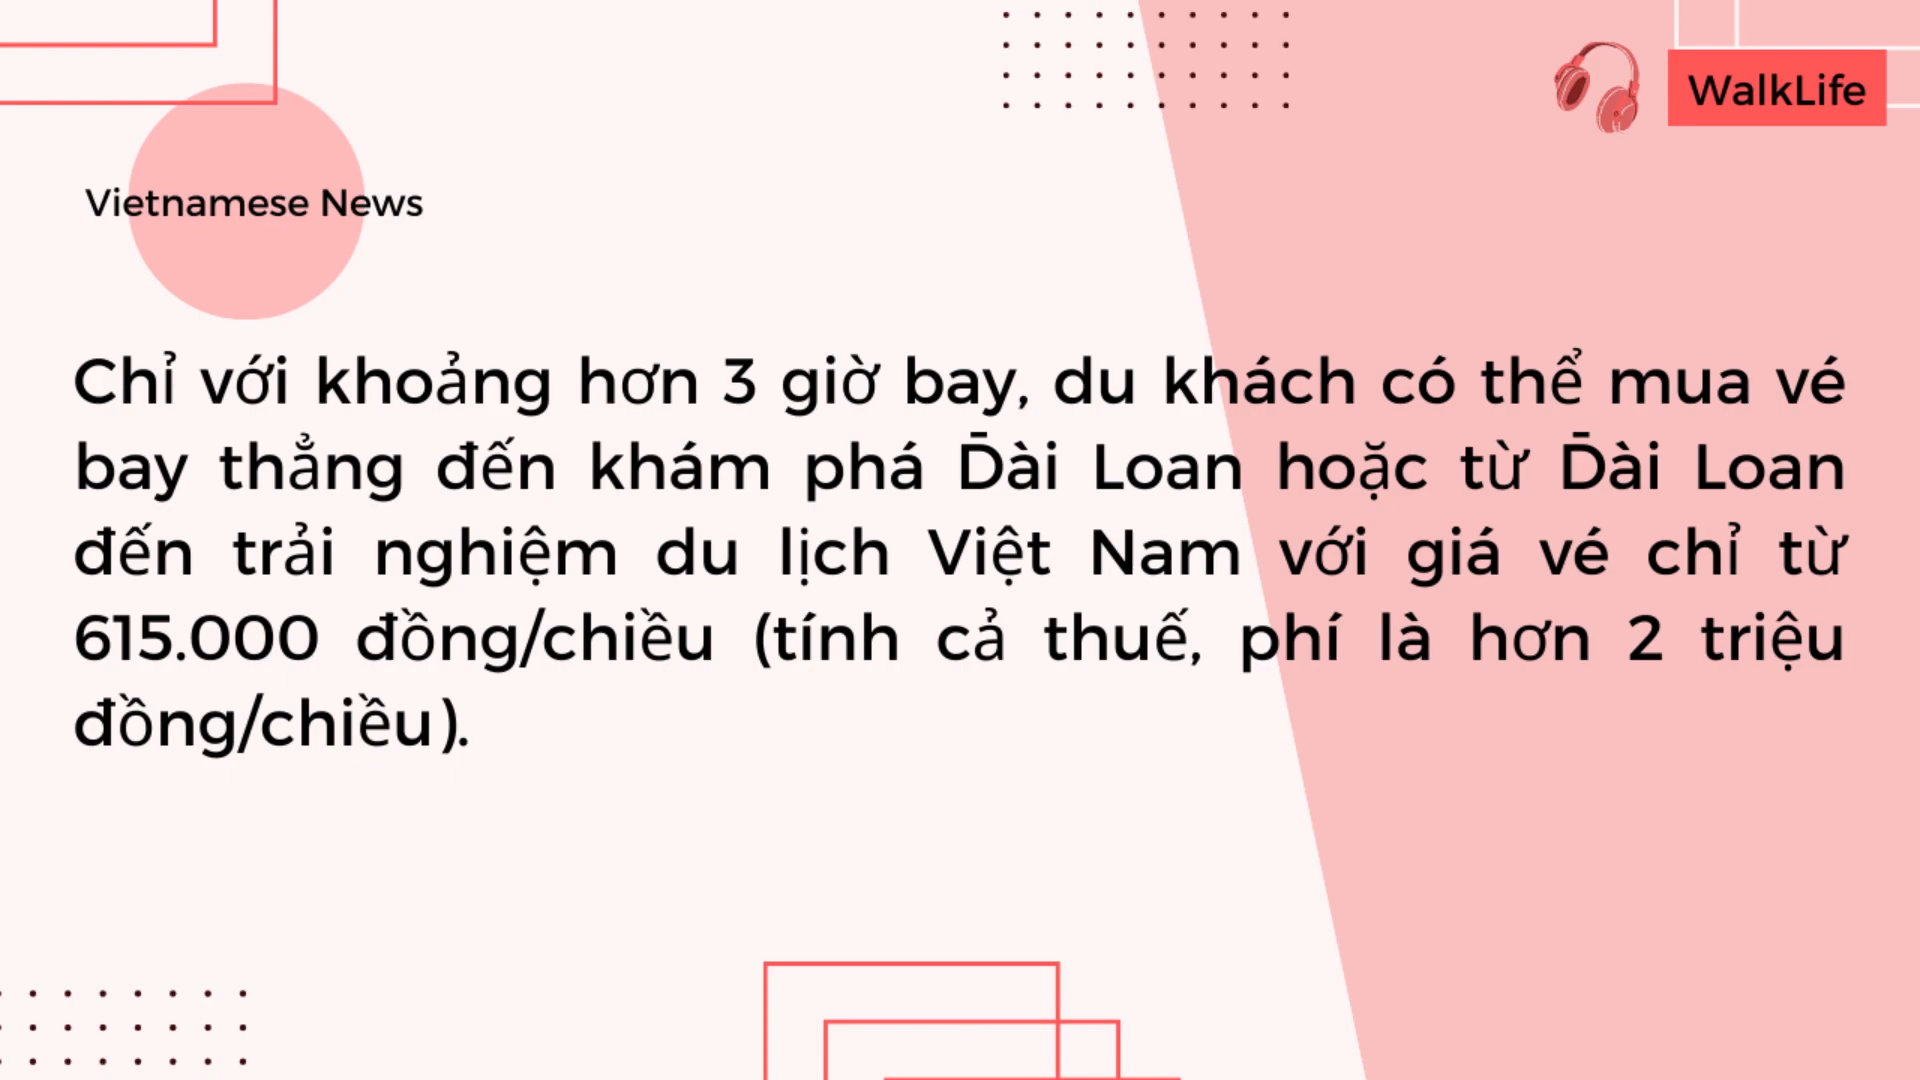 WalkLife
Vietnamese News
Chỉ với khoảng hơn 3 giờ bay, du khách có thể mua vé
bay thẳng đến khám phá Đài Loan hoặc từ Đài Loan
đến trải nghiệm du lịch Việt Nam với giá vé chỉ từ
615.000 đồng/chiều (tính cả thuế, phí là hơn 2 triệu
đồng/chiều).